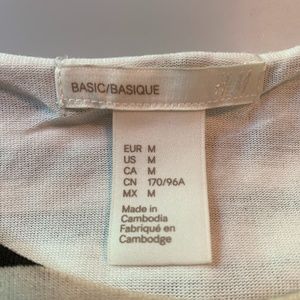 BASIC/BASIQUE
H&M
EUR M
US M
CA M
CN 170/96A
MX M
Made in
Cambodia
Fabriqué en
Cambodge